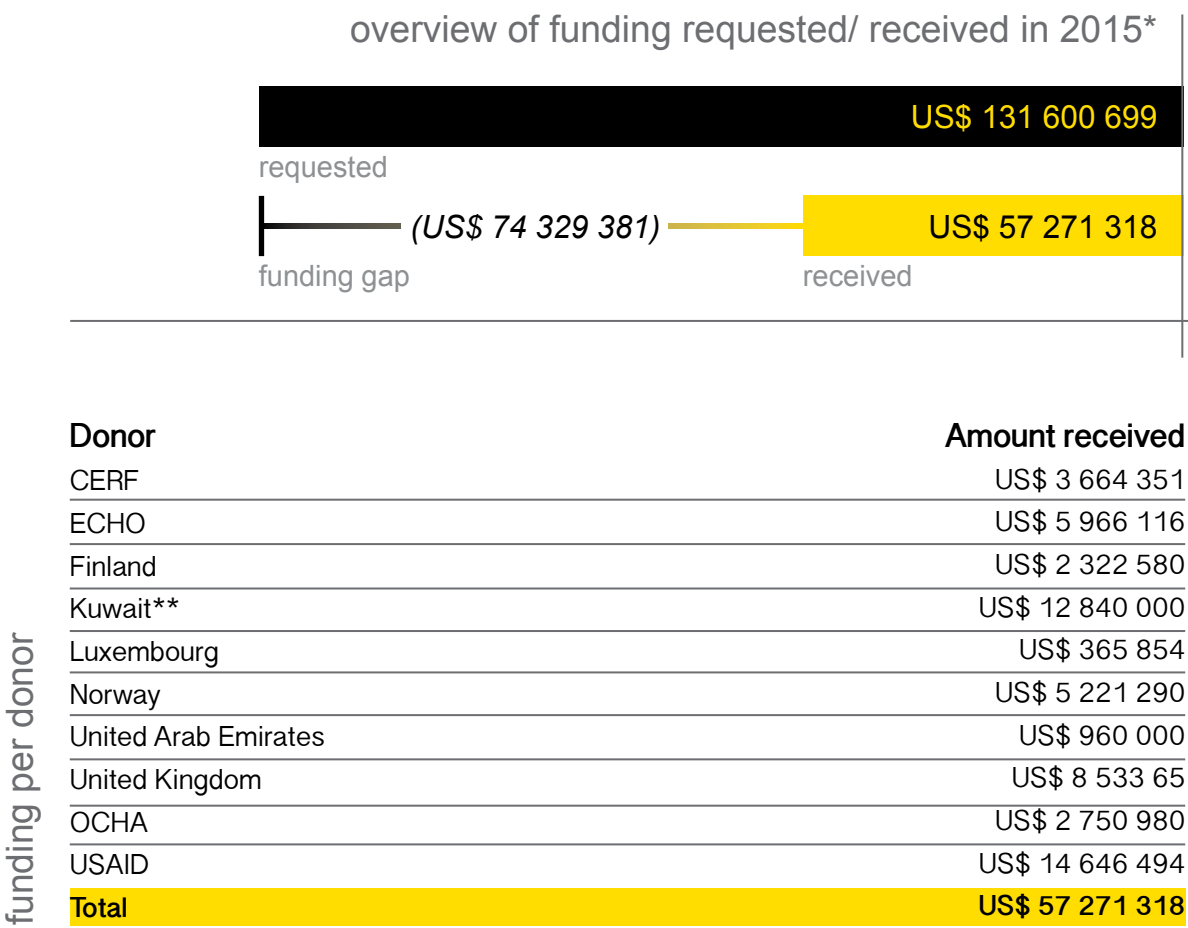 overview of funding requested/ received in 2015*
US$ 131 600 699
requested
(US$ 74 329 381) US$ 57 271 318
funding gap received
funding per donor
Donor Amount received
CERF US$ 3 664 351
ECHO US$ 5 966 116
Finland US$ 2 322 580
Kuwait** US$ 12 840 000
Luxembourg US$ 365 854
Norway US$ 5 221 290
United Arab Emirates US$ 960 000
United Kingdom US$ 8 533 65
OCHA US$ 2 750 980
USAID US$ 14 646 494
Total US$ 57 271 318